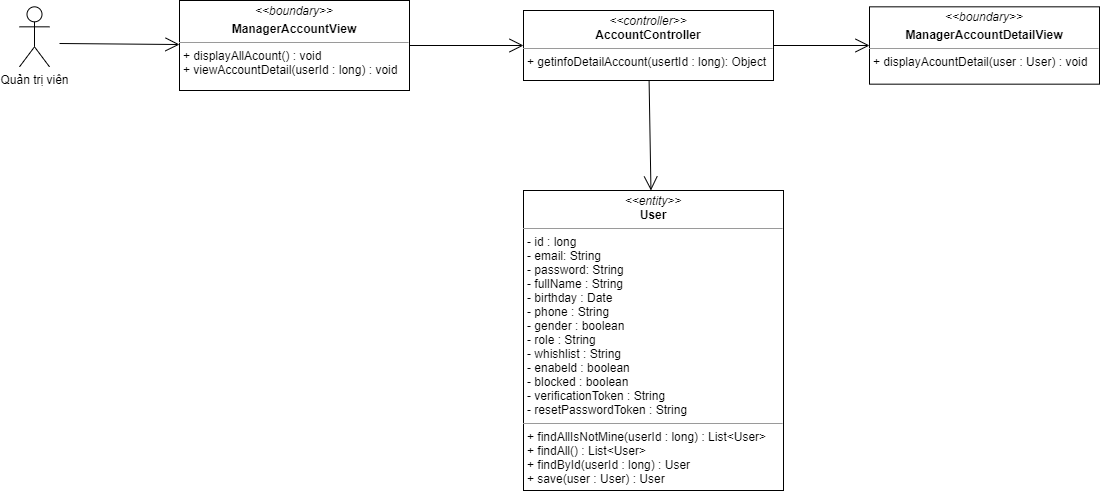 Quản trị viên
<<boundary>>
ManagerAccountView
+ displayAllAcount() : void
+ viewAccountDetail(userId : long) : void
<<controller>>
AccountController
+ getinfoDetailAccount(usertId : long): Object
<<boundary>>
ManagerAccountDetailView
+ displayAcountDetail(user : User) : void
<<entity>>
User
- id : long
- email: String
- password: String
- fullName : String
- birthday : Date
- phone : String
- gender : boolean
- role : String
- whishlist : String
- enabeld : boolean
- blocked : boolean
- verificationToken : String
- resetPasswordToken : String
+ findAllIsNotMine(userId : long) : List<User>
+ findAll() : List<User>
+ findById(userId : long) : User
+ save(user : User) : User